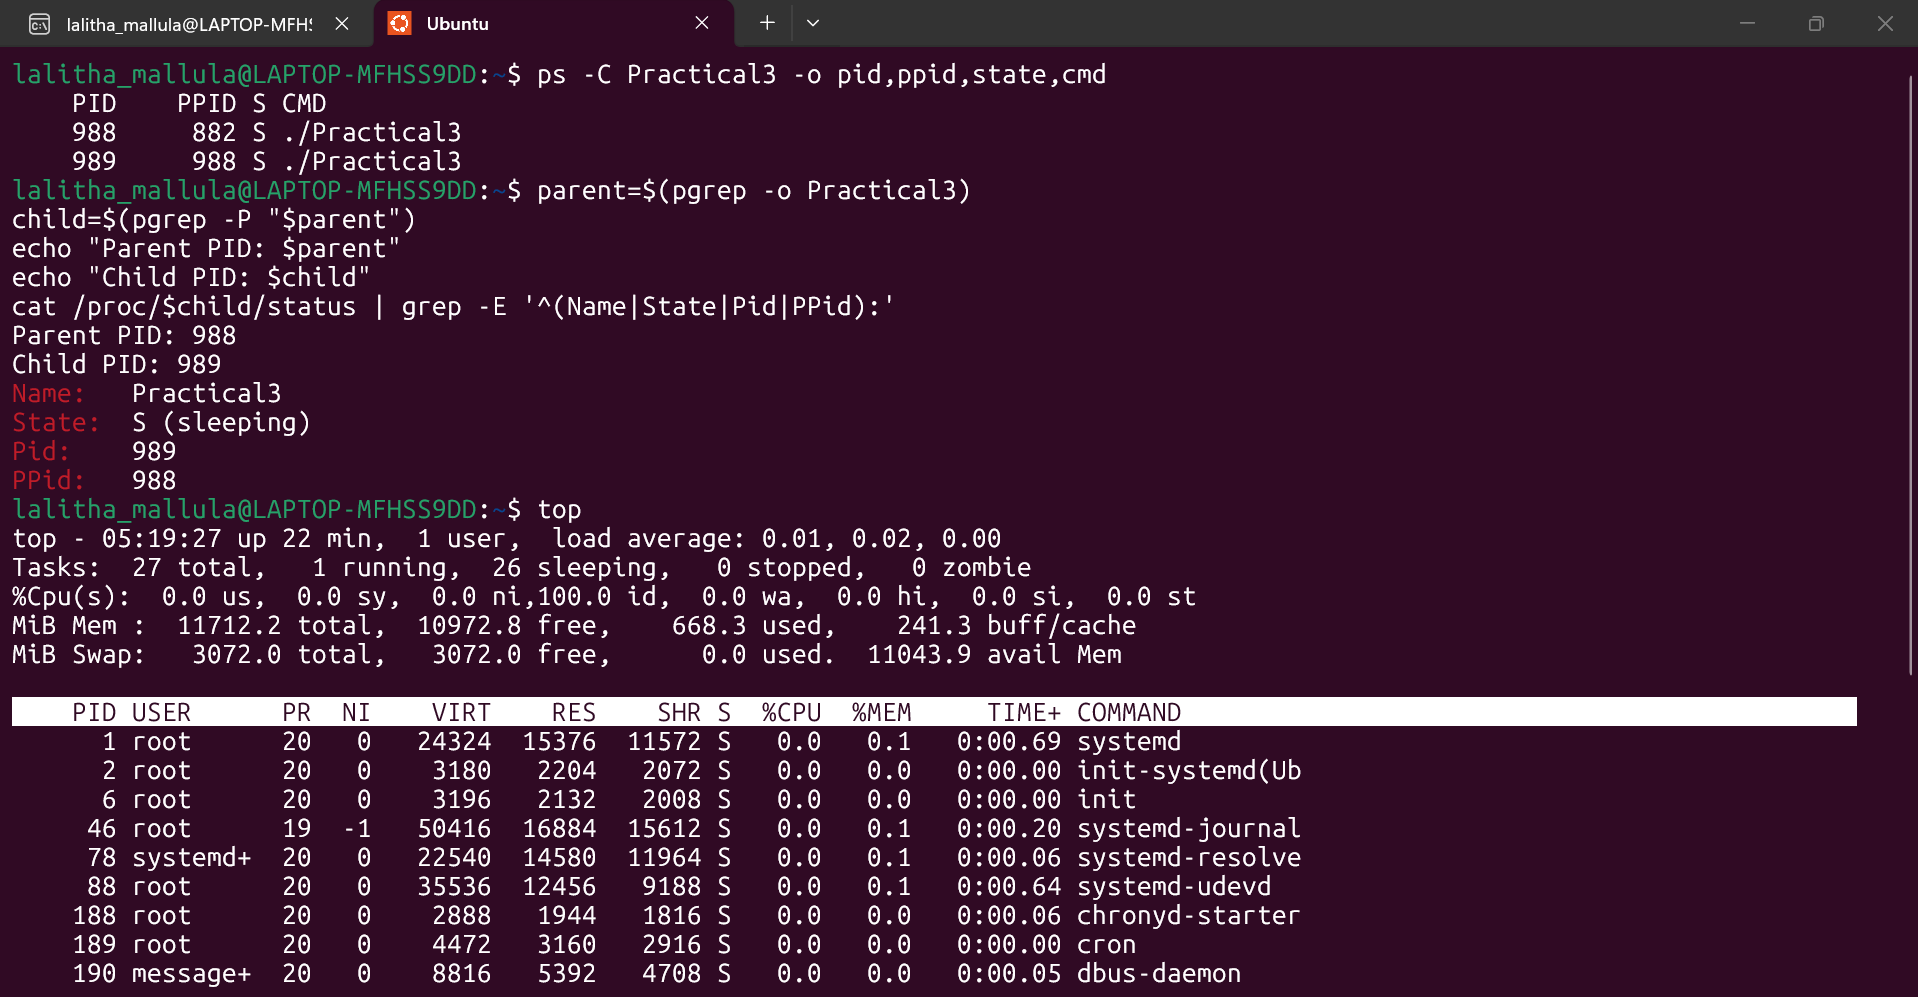 lalitha_mallula@LAPTOP-MFHS
Ubuntu
lalitha_mallula@LAPTOP-MFHSS9DD:~$ ps -C Practical3 -o pid,ppid,state,cmd
    PID    PPID S CMD
    988     882 S ./Practical3
    989     988 S ./Practical3
lalitha_mallula@LAPTOP-MFHSS9DD:~$ parent=$(pgrep -o Practical3)
child=$(pgrep -P "$parent")
echo "Parent PID: $parent"
echo "Child PID: $child"
cat /proc/$child/status | grep -E '^(Name|State|Pid|PPid):'
Parent PID: 988
Child PID: 989
Name:   Practical3
State:  S (sleeping)
Pid:    989
PPid:   988
lalitha_mallula@LAPTOP-MFHSS9DD:~$ top
top - 05:19:27 up 22 min,  1 user,  load average: 0.01, 0.02, 0.00
Tasks:  27 total,   1 running,  26 sleeping,   0 stopped,   0 zombie
%Cpu(s):  0.0 us,  0.0 sy,  0.0 ni,100.0 id,  0.0 wa,  0.0 hi,  0.0 si,  0.0 st
MiB Mem :  11712.2 total,  10972.8 free,    668.3 used,    241.3 buff/cache
MiB Swap:   3072.0 total,   3072.0 free,      0.0 used.  11043.9 avail Mem
    PID USER      PR  NI    VIRT    RES    SHR S  %CPU  %MEM     TIME+ COMMAND
      1 root      20   0   24324  15376  11572 S   0.0   0.1   0:00.69 systemd
      2 root      20   0    3180   2204   2072 S   0.0   0.0   0:00.00 init-systemd(Ub
      6 root      20   0    3196   2132   2008 S   0.0   0.0   0:00.00 init
     46 root      19  -1   50416  16884  15612 S   0.0   0.1   0:00.20 systemd-journal
     78 systemd+  20   0   22540  14580  11964 S   0.0   0.1   0:00.06 systemd-resolve
     88 root      20   0   35536  12456   9188 S   0.0   0.1   0:00.64 systemd-udevd
    188 root      20   0    2888   1944   1816 S   0.0   0.0   0:00.06 chronyd-starter
    189 root      20   0    4472   3160   2916 S   0.0   0.0   0:00.00 cron
    190 message+  20   0    8816   5392   4708 S   0.0   0.0   0:00.05 dbus-daemon